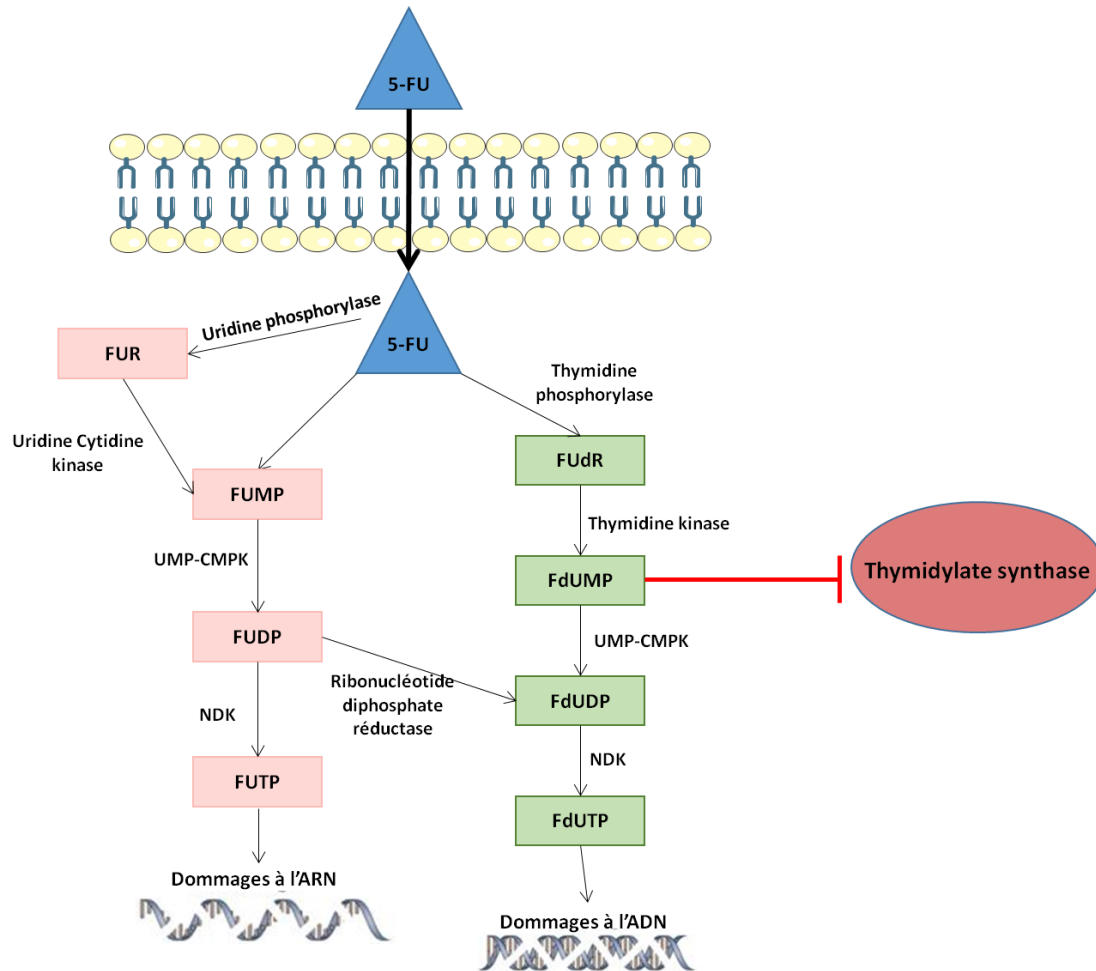 5-FU
Uridine phosphorylase
5-FU
FUR
Thymidine
phosphorylase
Uridine Cytidine
kinase
FUdR
FUMP
Thymidine kinase
UMP-CMPK
FdUMP
Thymidylate synthase
FUDP
UMP-CMPK
Ribonucléotide
diphosphate
réductase
FdUDP
NDK
NDK
FUTP
FdUTP
Dommages à l’ARN
Dommages à l’ADN